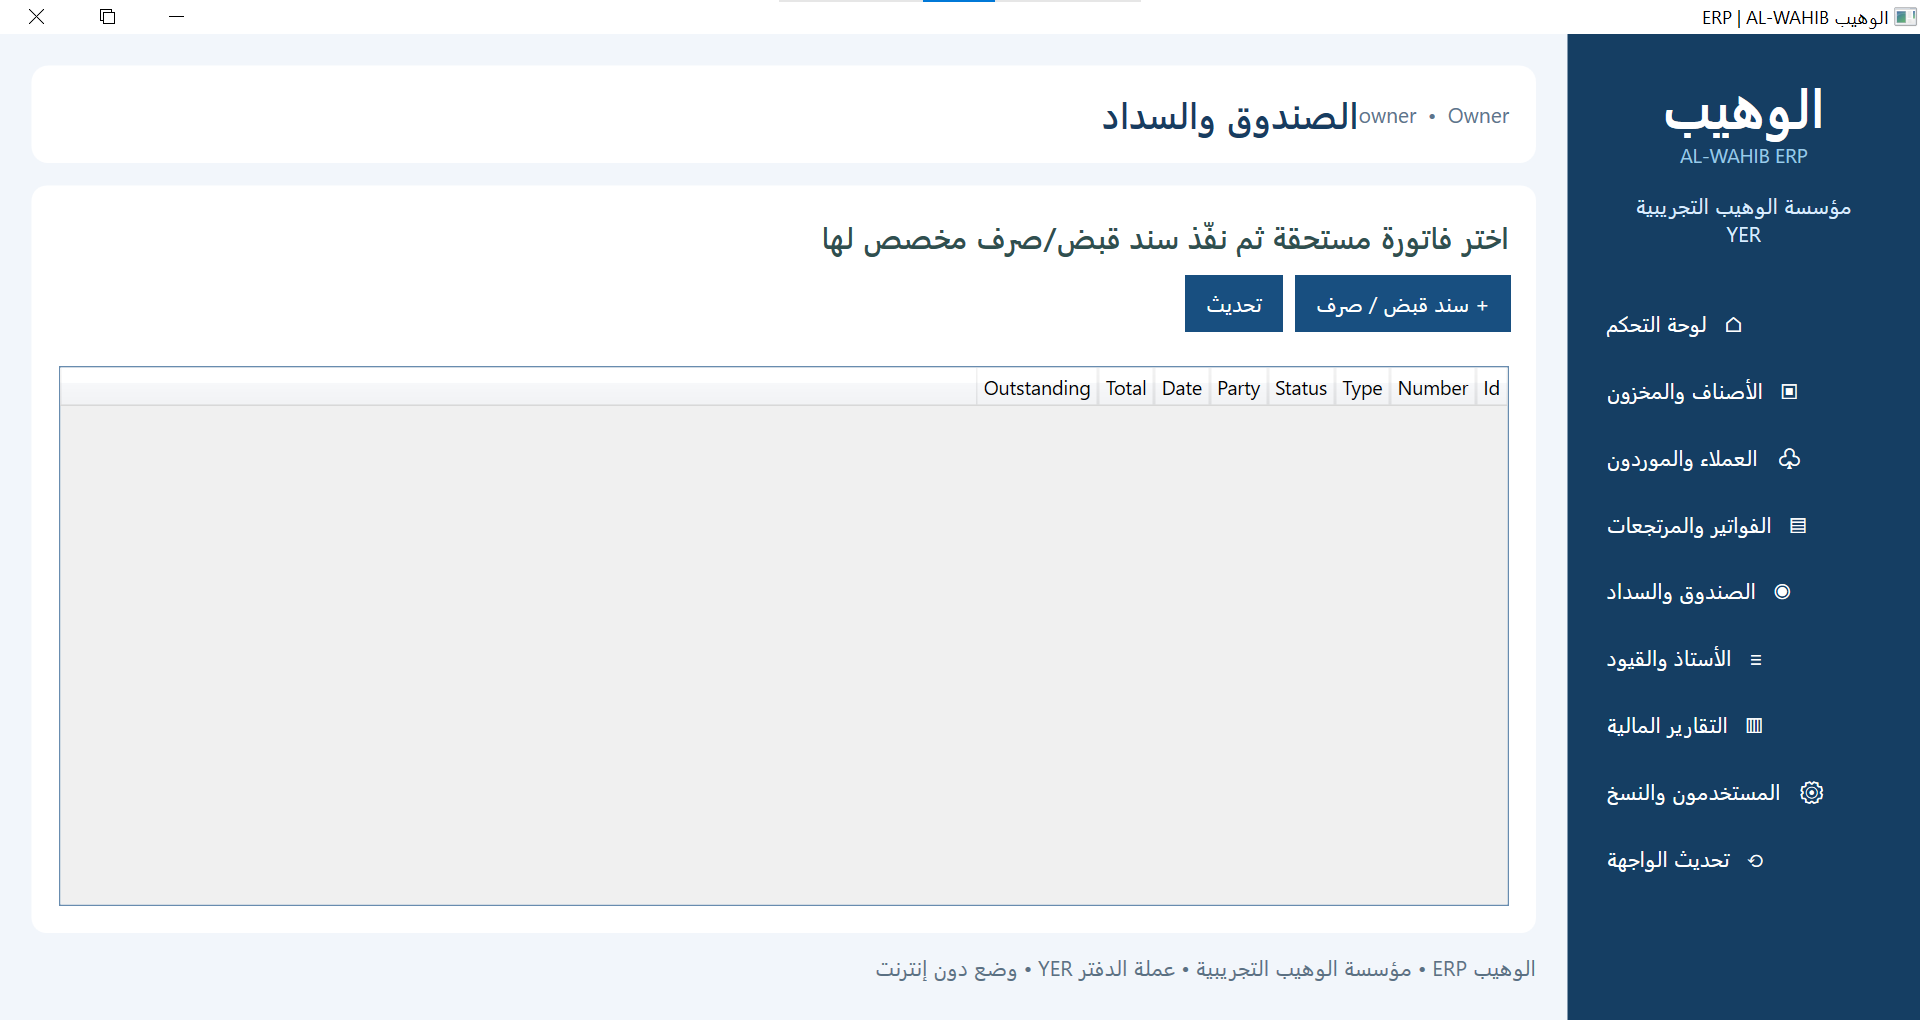 الوهيب ERP | AL-WAHIB
الوهيب
AL-WAHIB ERP
مؤسسة الوهيب التجريبية
YER
لوحة التحكم
الأصناف والمخزون
العملاء والموردون
الفواتير والمرتجعات
الصندوق والسداد
الأستاذ والقيود
التقارير المالية
المستخدمون والنسخ
تحديث الواجهة
owner • Owner
الصندوق والسداد
اختر فاتورة مستحقة ثم نفّذ سند قبض/صرف مخصص لها
+ سند قبض / صرف
تحديث
Id Number Type Status Party Date Total Outstanding
الوهيب ERP • مؤسسة الوهيب التجريبية • عملة الدفتر YER • وضع دون إنترنت